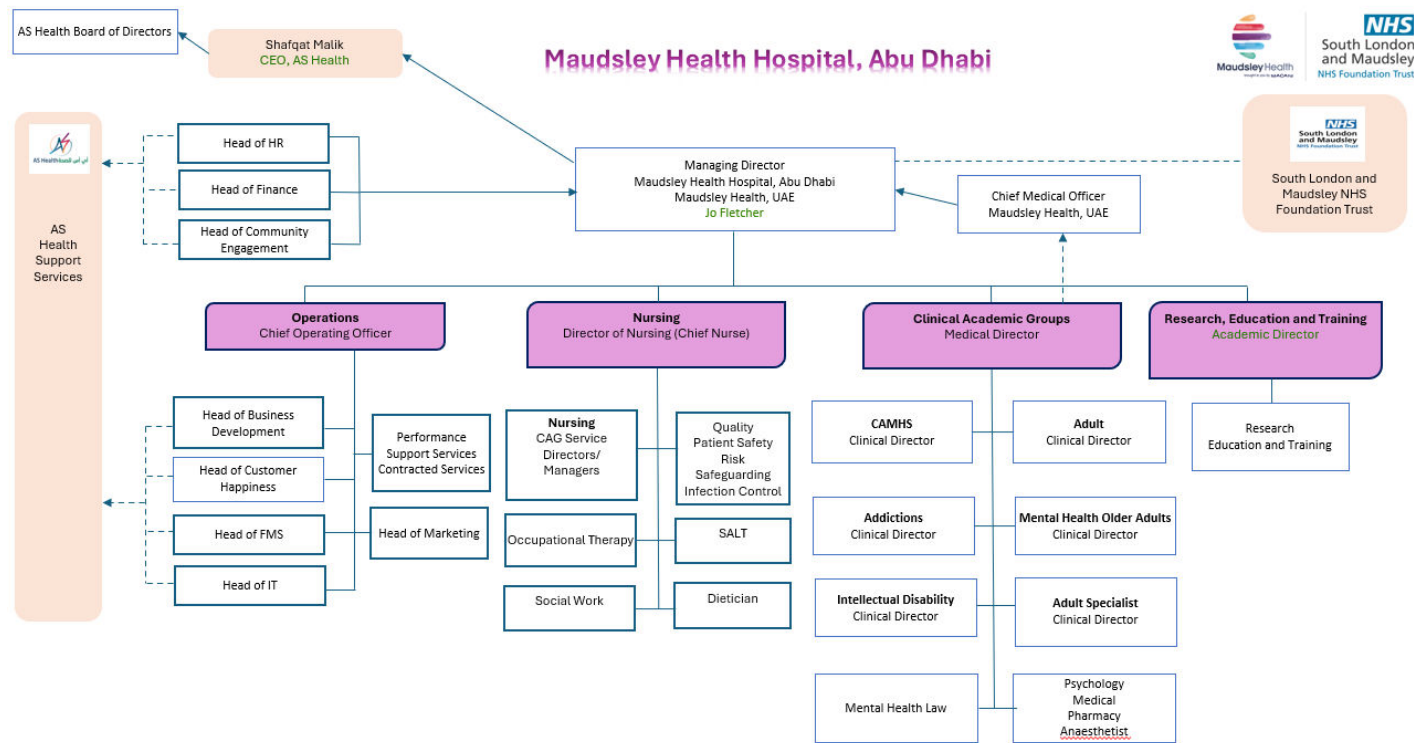 AS Health Board of Directors
Shafqat Malik
CEO, AS Health
Maudsley Health Hospital, Abu Dhabi
MaudsleyHealth
NHS
South London
and Maudsley
NHS Foundation Trust
AS Health آي أس للصحة
AS
Health
Support
Services
Head of HR
Head of Finance
Head of Community
Engagement
Managing Director
Maudsley Health Hospital, Abu Dhabi
Maudsley Health, UAE
Jo Fletcher
Chief Medical Officer
Maudsley Health, UAE
NHS
South London
and Maudsley
NHS Foundation Trust
South London and
Maudsley NHS
Foundation Trust
Operations
Chief Operating Officer
Nursing
Director of Nursing (Chief Nurse)
Clinical Academic Groups
Medical Director
Research, Education and Training
Academic Director
Head of Business
Development
Head of Customer
Happiness
Head of FMS
Head of IT
Performance
Support Services
Contracted Services
Head of Marketing
Nursing
CAG Service
Directors/
Managers
Quality
Patient Safety
Risk
Safeguarding
Infection Control
Occupational Therapy
SALT
Social Work
Dietician
CAMHS
Clinical Director
Adult
Clinical Director
Addictions
Clinical Director
Mental Health Older Adults
Clinical Director
Intellectual Disability
Clinical Director
Adult Specialist
Clinical Director
Mental Health Law
Psychology
Medical
Pharmacy
Anaesthetist
Research
Education and Training